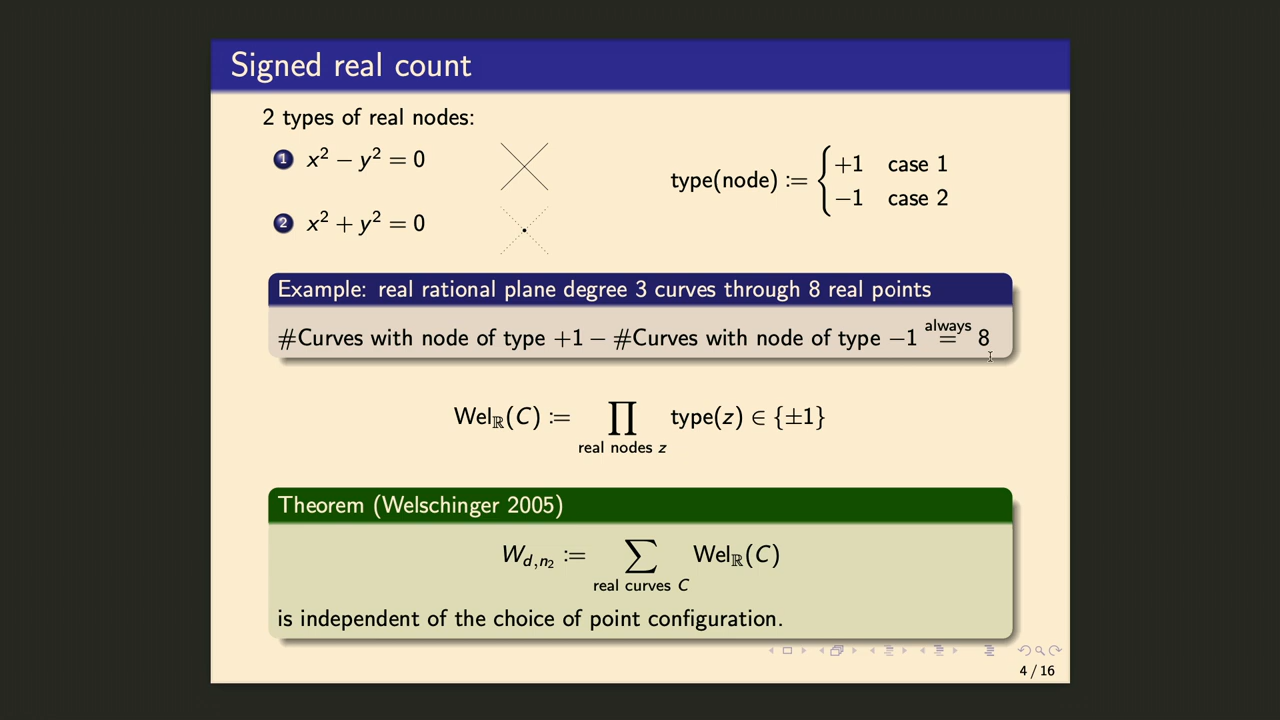 Signed real count
2 types of real nodes:
1 x² − y² = 0
2 x² + y² = 0
type(node) := { +1 case 1
−1 case 2
Example: real rational plane degree 3 curves through 8 real points
#Curves with node of type +1 − #Curves with node of type −1 always = 8
Wel_ℝ(C) := ∏ type(z) ∈ {±1}
real nodes z
Theorem (Welschinger 2005)
W_{d,n₂} := ∑ Wel_ℝ(C)
real curves C
is independent of the choice of point configuration.
4 / 16